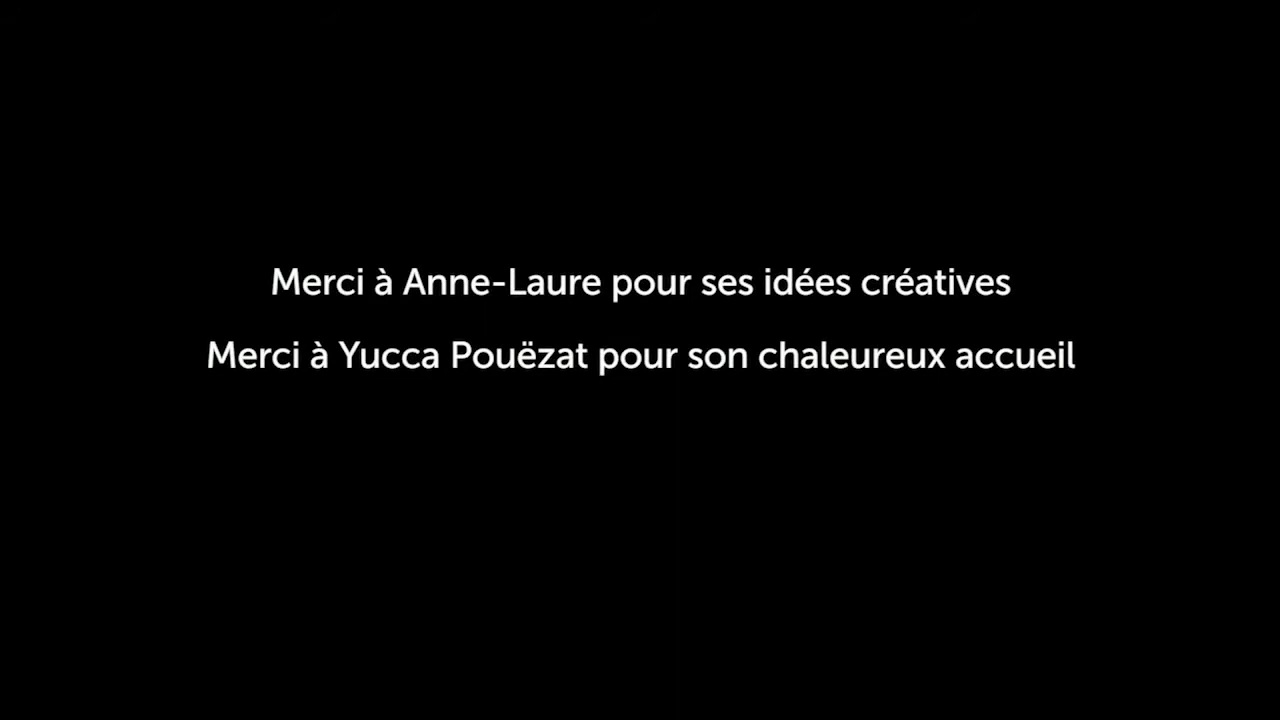 Merci à Anne-Laure pour ses idées créatives
Merci à Yucca Pouëzat pour son chaleureux accueil